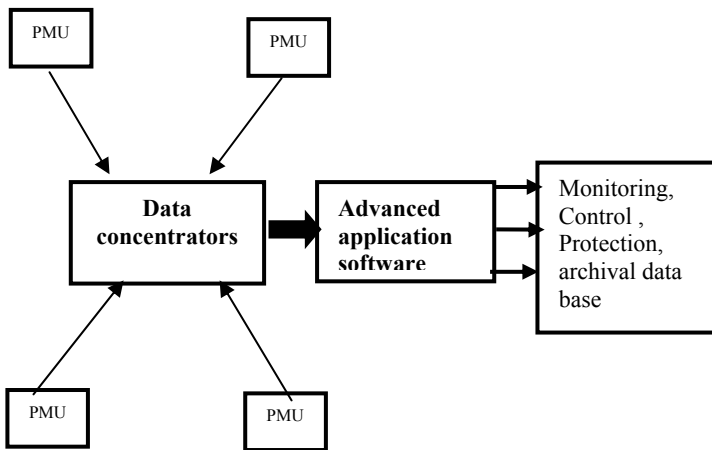 PMU
PMU
Data
concentrators
Advanced
application
software
Monitoring,
Control ,
Protection,
archival data
base
PMU
PMU